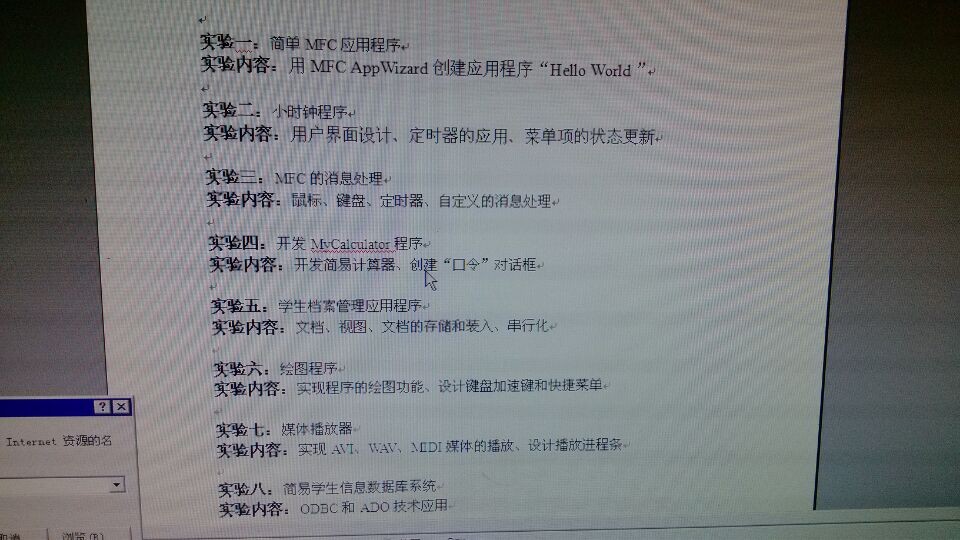 实验一：简单 MFC 应用程序
实验内容：用 MFC AppWizard 创建应用程序“Hello World ”
实验二：小时钟程序
实验内容：用户界面设计、定时器的应用、菜单项的状态更新
实验三：MFC 的消息处理
实验内容：鼠标、键盘、定时器、自定义的消息处理
实验四：开发 MyCalculator 程序
实验内容：开发简易计算器、创建“口令”对话框
实验五：学生档案管理应用程序
实验内容：文档、视图、文档的存储和装入、串行化
实验六：绘图程序
实验内容：实现程序的绘图功能、设计键盘加速键和快捷菜单
实验七：媒体播放器
实验内容：实现 AVI、WAV、MIDI 媒体的播放、设计播放进程条
实验八：简易学生信息数据库系统
实验内容：ODBC 和 ADO 技术应用
Internet 资源的名
取消 浏览(B)